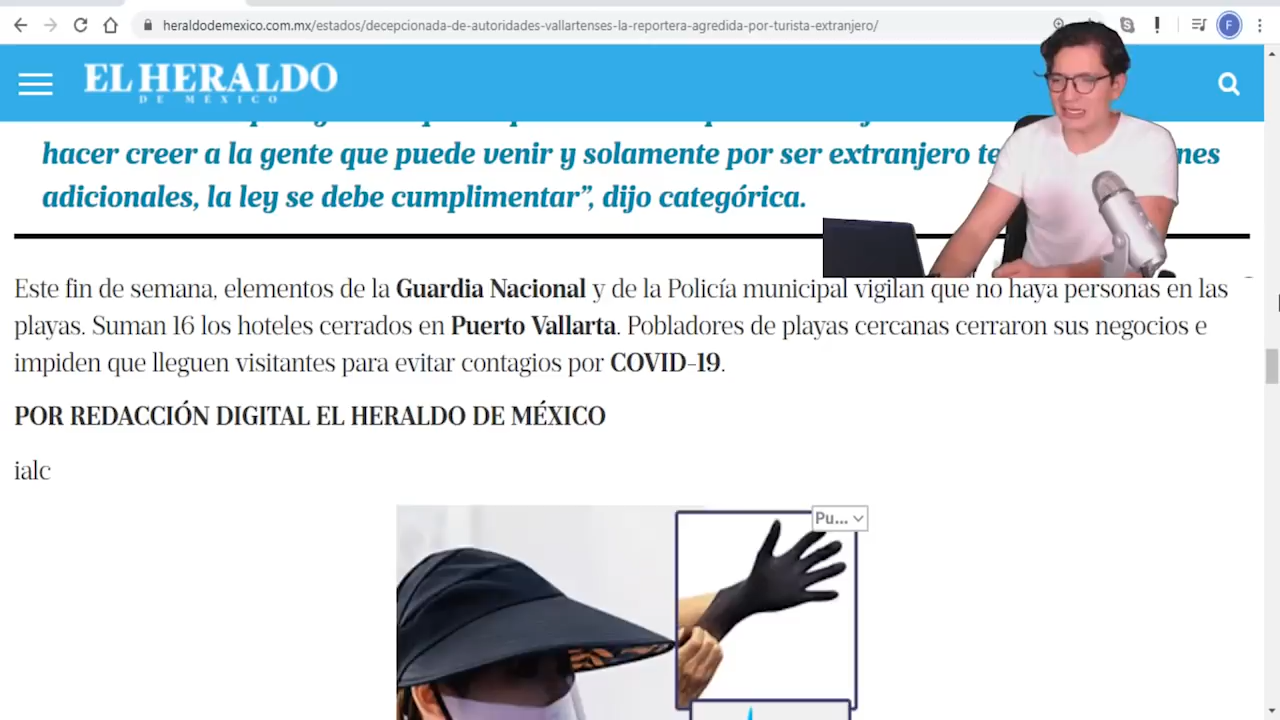 heraldodemexico.com.mx/estados/decepcionada-de-autoridades-vallartenses-la-reportera-agredida-por-turista-extranjero/
F
EL HERALDO
DE MÉXICO
hacer creer a la gente que puede venir y solamente por ser extranjero
adicionales, la ley se debe cumplimentar”, dijo categórica.
Este fin de semana, elementos de la Guardia Nacional y de la Policía municipal vigilan que no haya personas en las
playas. Suman 16 los hoteles cerrados en Puerto Vallarta. Pobladores de playas cercanas cerraron sus negocios e
impiden que lleguen visitantes para evitar contagios por COVID-19.
POR REDACCIÓN DIGITAL EL HERALDO DE MÉXICO
ialc
Pu...